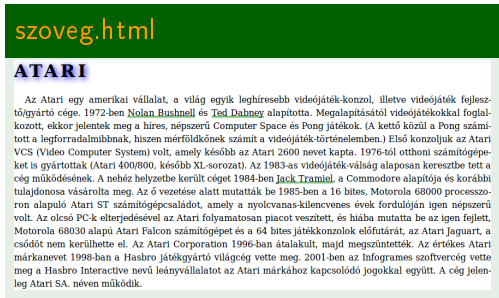 szoveg.html
ATARI
Az Atari egy amerikai vállalat, a világ egyik leghíresebb videójáték-konzol, illetve videójáték fejlesz-
tő/gyártó cége. 1972-ben Nolan Bushnell és Ted Dabney alapította. Megalapításától videójátékokkal foglal-
kozott, ekkor jelentek meg a híres, népszerű Computer Space és Pong játékok. (A kettő közül a Pong számí-
tott a legforradalmibbnak, hiszen mérföldkőnek számít a videójáték-történelemben.) Első konzoljuk az Atari
VCS (Video Computer System) volt, amely később az Atari 2600 nevet kapta. 1976-tól otthoni számítógépe-
ket is gyártottak (Atari 400/800, később XL-sorozat). Az 1983-as videójáték-válság alaposan keresztbe tett a
cég működésének. A nehéz helyzetbe került céget 1984-ben Jack Tramiel, a Commodore alapítója és korábbi
tulajdonosa vásárolta meg. Az ő vezetése alatt mutatták be 1985-ben a 16 bites, Motorola 68000 processzo-
ron alapuló Atari ST számítógépcsaládot, amely a nyolcvanas-kilencvenes évek fordulóján igen népszerű
volt. Az olcsó PC-k elterjedésével az Atari folyamatosan piacot veszített, és hiába mutatta be az igen fejlett,
Motorola 68030 alapú Atari Falcon számítógépet és a 64 bites játékkonzolok előfutárát, az Atari Jaguart, a
csődöt nem kerülhette el. Az Atari Corporation 1996-ban átalakult, majd megszüntették. Az értékes Atari
márkanevet 1998-ban a Hasbro játékgyártó világcég vette meg. 2001-ben az Infogrames szoftvercég vette
meg a Hasbro Interactive nevű leányvállalatot az Atari márkához kapcsolódó jogokkal együtt. A cég jelen-
leg Atari SA. néven működik.